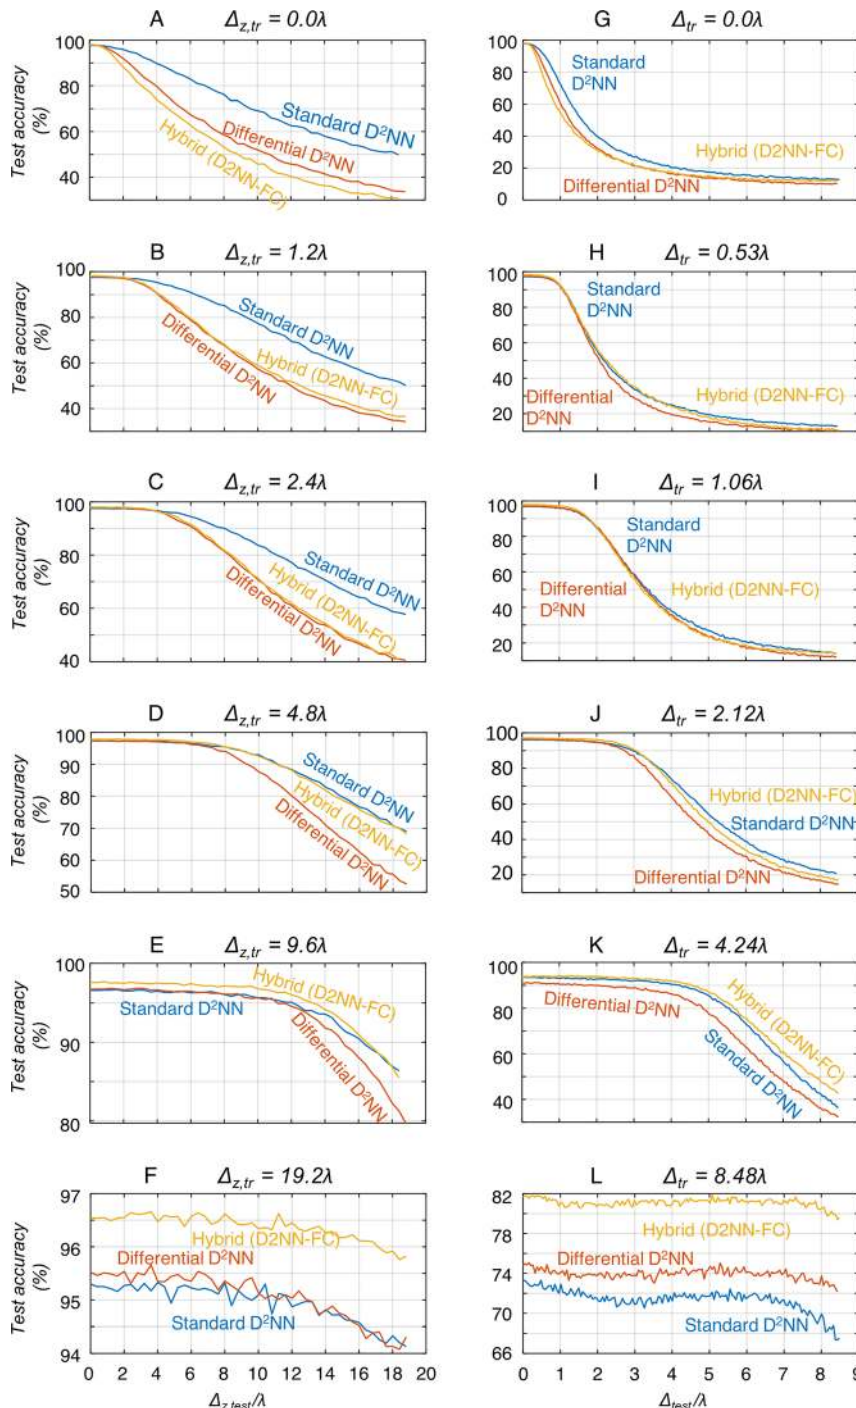 A Δz,tr = 0.0λ
Test accuracy
(%)
100
80
60
40
Standard D²NN
Differential D²NN
Hybrid (D2NN-FC)
G Δtr = 0.0λ
100
80
60
40
20
0
Standard
D²NN
Hybrid (D2NN-FC)
Differential D²NN
B Δz,tr = 1.2λ
Test accuracy
(%)
100
80
60
40
Standard D²NN
Hybrid (D2NN-FC)
Differential D²NN
H Δtr = 0.53λ
100
80
60
40
20
Standard
D²NN
Hybrid (D2NN-FC)
Differential
D²NN
C Δz,tr = 2.4λ
Test accuracy
(%)
100
80
60
40
Standard D²NN
Hybrid (D2NN-FC)
Differential D²NN
I Δtr = 1.06λ
100
80
60
40
20
Standard
D²NN
Differential
D²NN
Hybrid (D2NN-FC)
D Δz,tr = 4.8λ
Test accuracy
(%)
100
90
80
70
60
50
Standard D²NN
Hybrid (D2NN-FC)
Differential D²NN
J Δtr = 2.12λ
100
80
60
40
20
Hybrid (D2NN-FC)
Standard D²NN
Differential D²NN
E Δz,tr = 9.6λ
Test accuracy
(%)
100
90
80
Hybrid (D2NN-FC)
Standard D²NN
Differential D²NN
K Δtr = 4.24λ
100
80
60
40
Differential D²NN
Hybrid (D2NN-FC)
Standard D²NN
F Δz,tr = 19.2λ
Test accuracy
(%)
97
96
95
94
Hybrid (D2NN-FC)
Differential D²NN
Standard D²NN
0 2 4 6 8 10 12 14 16 18 20
Δz,test/λ
L Δtr = 8.48λ
82
78
74
70
66
Hybrid (D2NN-FC)
Differential D²NN
Standard D²NN
0 1 2 3 4 5 6 7 8 9
Δtest/λ